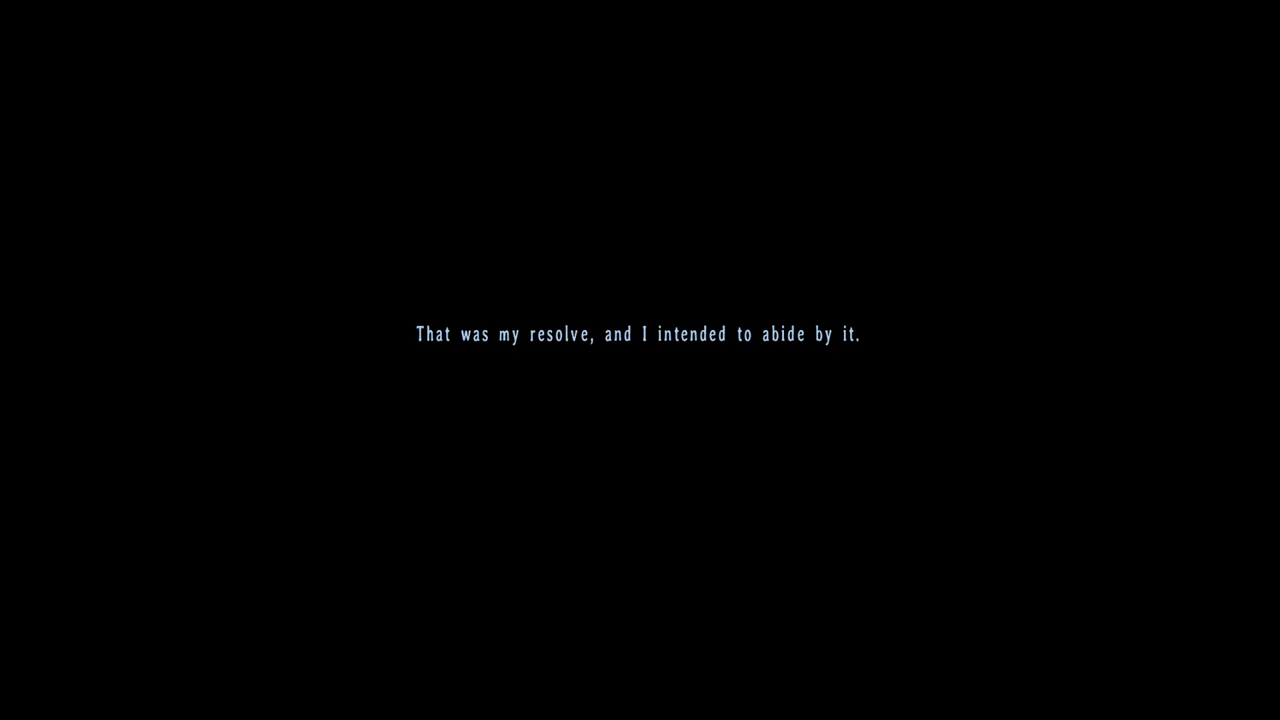 That was my resolve, and I intended to abide by it.